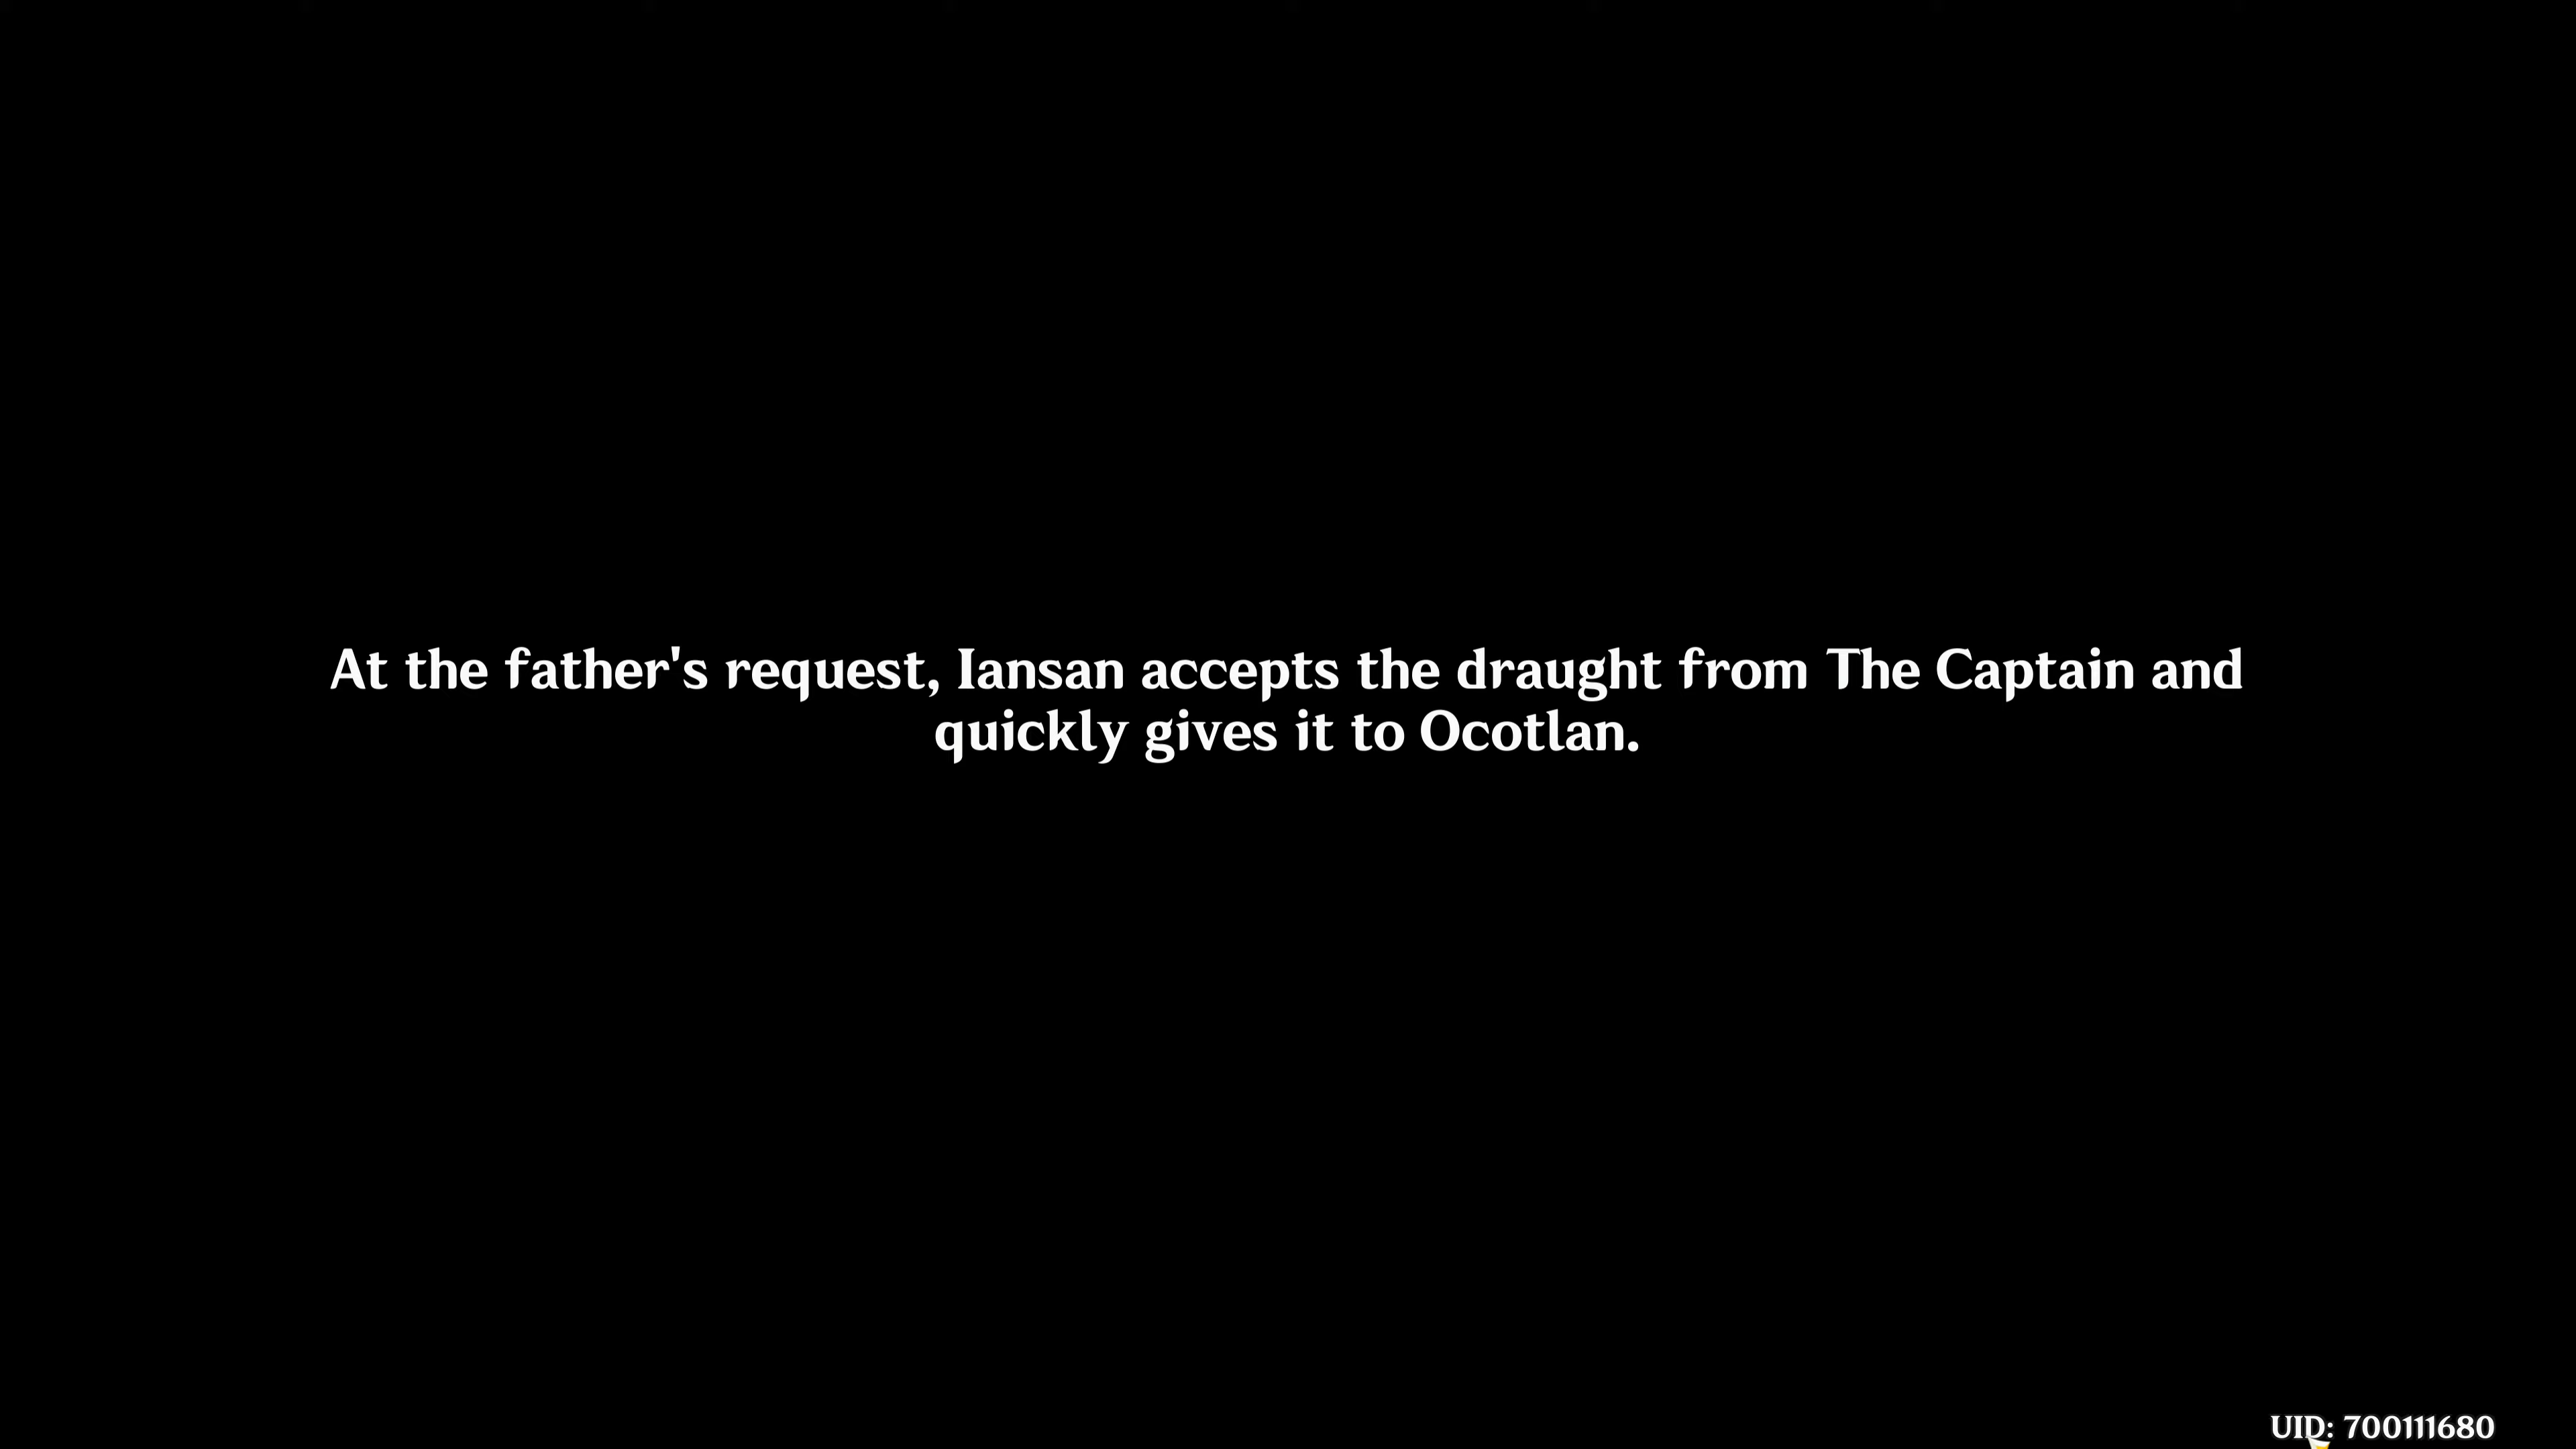 At the father's request, Iansan accepts the draught from The Captain and
quickly gives it to Ocotlan.
UID: 700111680